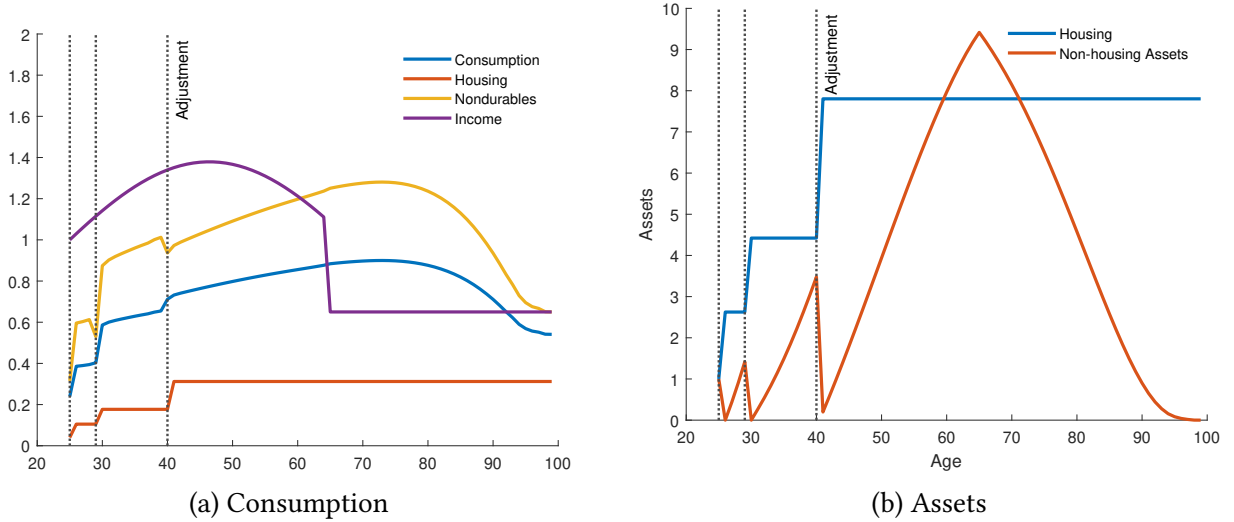 2
1.8
1.6
1.4
1.2
1
0.8
0.6
0.4
0.2
0
20 30 40 50 60 70 80 90 100
Adjustment
Consumption
Housing
Nondurables
Income
(a) Consumption
10
9
8
7
6
5
4
3
2
1
0
Assets
20 30 40 50 60 70 80 90 100
Age
Adjustment
Housing
Non-housing Assets
(b) Assets